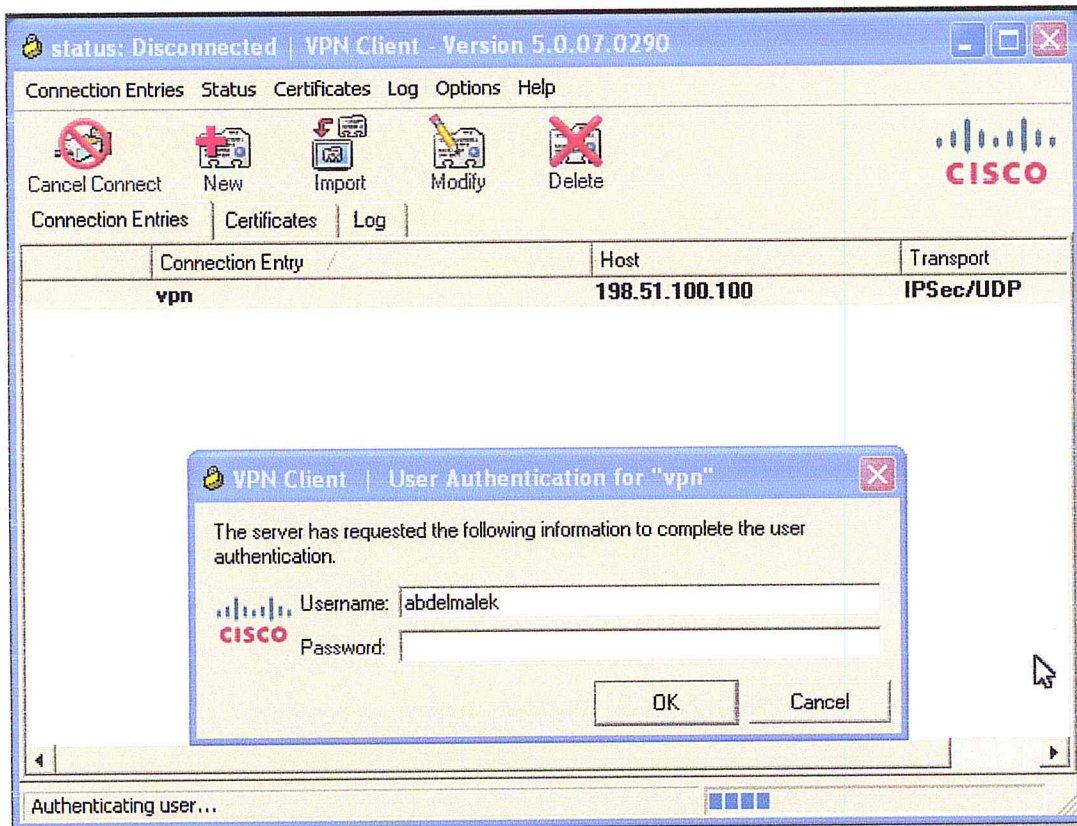 status: Disconnected | VPN Client - Version 5.0.07.0290
Connection Entries Status Certificates Log Options Help
Cancel Connect New Import Modify Delete
CISCO
Connection Entries Certificates Log
Connection Entry Host Transport
vpn 198.51.100.100 IPSec/UDP
VPN Client | User Authentication for "vpn"
The server has requested the following information to complete the user
authentication.
CISCO
Username: abdelmalek
Password:
OK Cancel
Authenticating user...